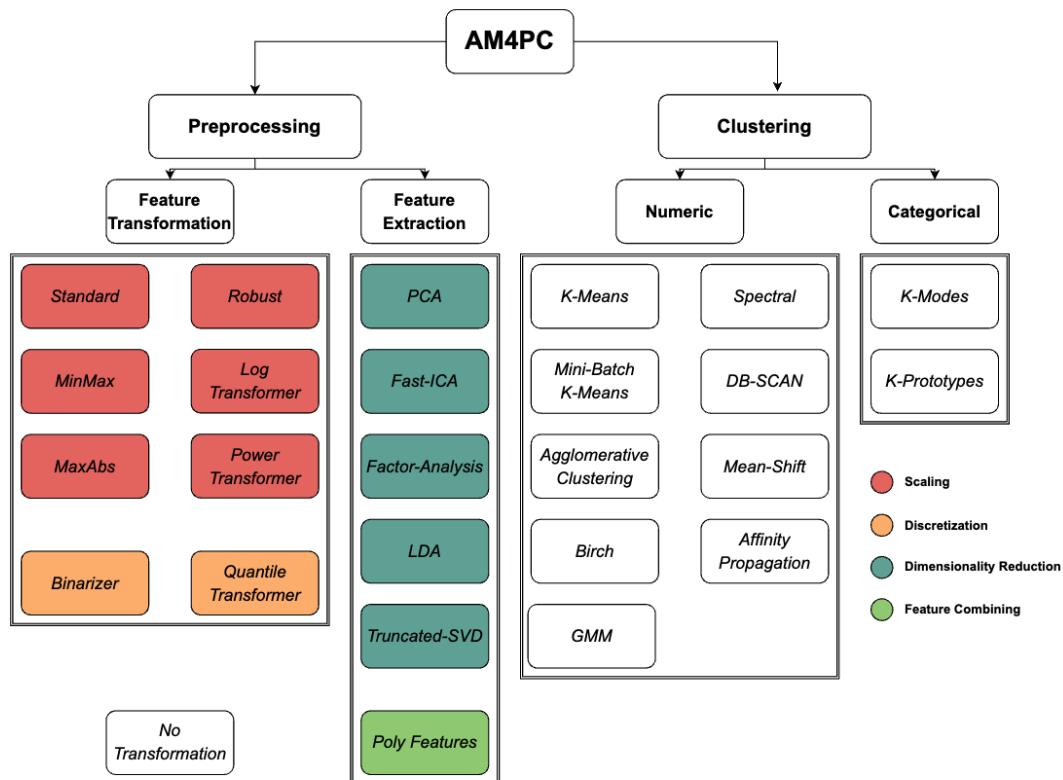 AM4PC
Preprocessing
Clustering
Feature
Transformation
Feature
Extraction
Numeric
Categorical
Standard
Robust
MinMax
Log
Transformer
MaxAbs
Power
Transformer
Binarizer
Quantile
Transformer
No
Transformation
PCA
Fast-ICA
Factor-Analysis
LDA
Truncated-SVD
Poly Features
K-Means
Spectral
Mini-Batch
K-Means
DB-SCAN
Agglomerative
Clustering
Mean-Shift
Birch
Affinity
Propagation
GMM
K-Modes
K-Prototypes
Scaling
Discretization
Dimensionality Reduction
Feature Combining